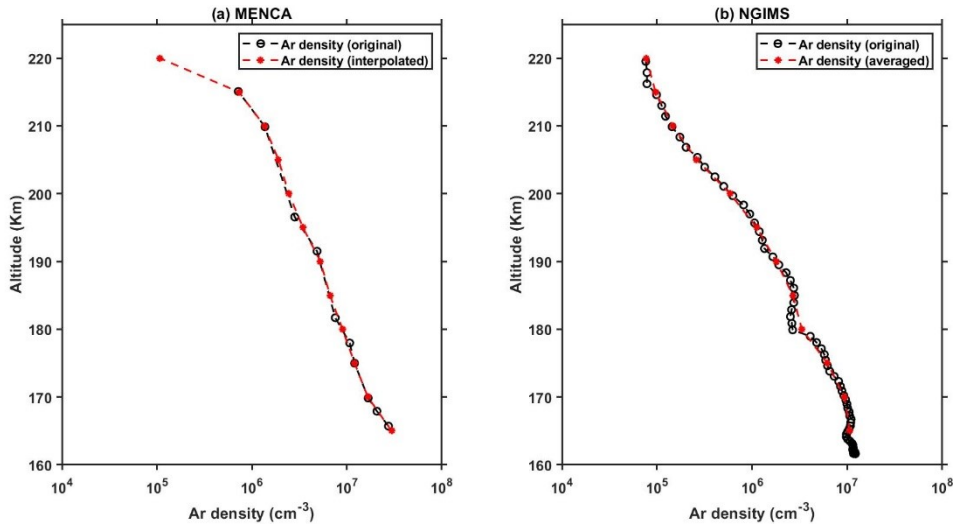 (a) MENCA
(b) NGIMS
Ar density (original)
Ar density (interpolated)
Ar density (original)
Ar density (averaged)
220
210
200
190
180
170
160
Altitude (Km)
10^4
10^5
10^6
10^7
10^8
Ar density (cm^-3)
220
210
200
190
180
170
160
Altitude (Km)
10^4
10^5
10^6
10^7
10^8
Ar density (cm^-3)